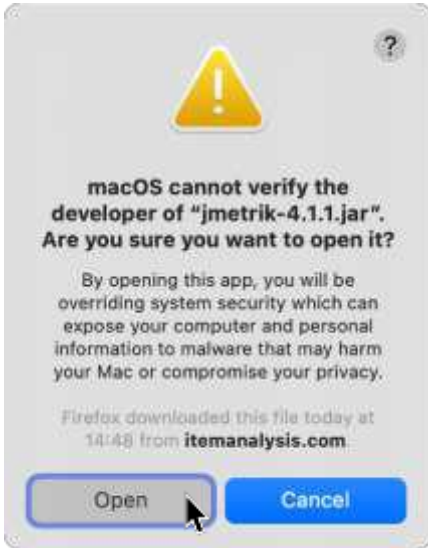 ?
macOS cannot verify the
developer of “jmetrik-4.1.1.jar”.
Are you sure you want to open it?
By opening this app, you will be
overriding system security which can
expose your computer and personal
information to malware that may harm
your Mac or compromise your privacy.
Firefox downloaded this file today at
14:48 from itemanalysis.com
Open Cancel